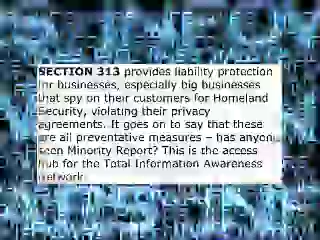 SECTION 313 provides liability protection
for businesses, especially big businesses
that spy on their customers for Homeland
Security, violating their privacy
agreements. It goes on to say that these
are all preventative measures – has anyone
seen Minority Report? This is the access
hub for the Total Information Awareness
network.